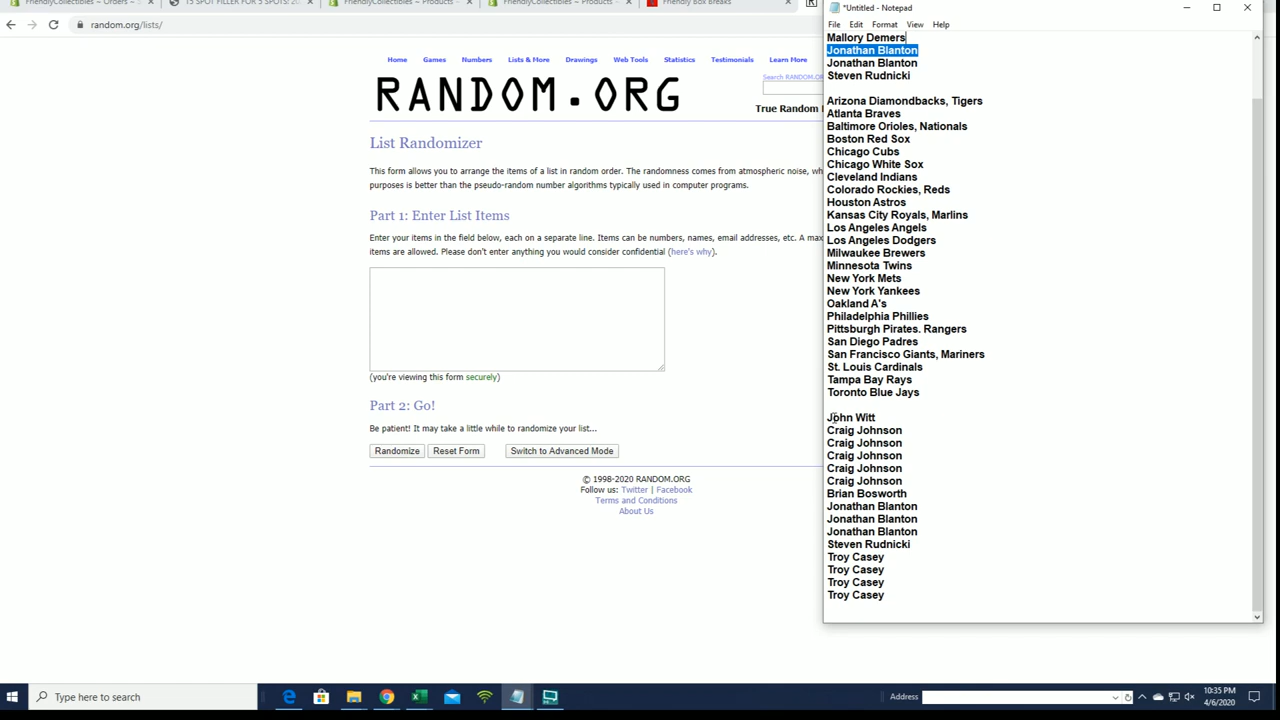 FriendlyCollectibles ~ Orders ~
15 SPOT FILLER FOR 5 SPOTS:
FriendlyCollectibles ~ Products ~
FriendlyCollectibles ~ Products ~
Friendly Box Breaks
random.org/lists/
Home Games Numbers Lists & More Drawings Web Tools Statistics Testimonials Learn More
Search RANDOM.OR
RANDOM.ORG
True Random
List Randomizer
This form allows you to arrange the items of a list in random order. The randomness comes from atmospheric noise, wh
purposes is better than the pseudo-random number algorithms typically used in computer programs.
Part 1: Enter List Items
Enter your items in the field below, each on a separate line. Items can be numbers, names, email addresses, etc. A max
items are allowed. Please don't enter anything you would consider confidential (here's why).
(you're viewing this form securely)
Part 2: Go!
Be patient! It may take a little while to randomize your list...
Randomize Reset Form Switch to Advanced Mode
© 1998-2020 RANDOM.ORG
Follow us: Twitter | Facebook
Terms and Conditions
About Us
*Untitled - Notepad
File Edit Format View Help
Mallory Demers
Jonathan Blanton
Jonathan Blanton
Steven Rudnicki
Arizona Diamondbacks, Tigers
Atlanta Braves
Baltimore Orioles, Nationals
Boston Red Sox
Chicago Cubs
Chicago White Sox
Cleveland Indians
Colorado Rockies, Reds
Houston Astros
Kansas City Royals, Marlins
Los Angeles Angels
Los Angeles Dodgers
Milwaukee Brewers
Minnesota Twins
New York Mets
New York Yankees
Oakland A's
Philadelphia Phillies
Pittsburgh Pirates. Rangers
San Diego Padres
San Francisco Giants, Mariners
St. Louis Cardinals
Tampa Bay Rays
Toronto Blue Jays
John Witt
Craig Johnson
Craig Johnson
Craig Johnson
Craig Johnson
Craig Johnson
Brian Bosworth
Jonathan Blanton
Jonathan Blanton
Jonathan Blanton
Steven Rudnicki
Troy Casey
Troy Casey
Troy Casey
Troy Casey
Type here to search
Address
10:35 PM
4/6/2020